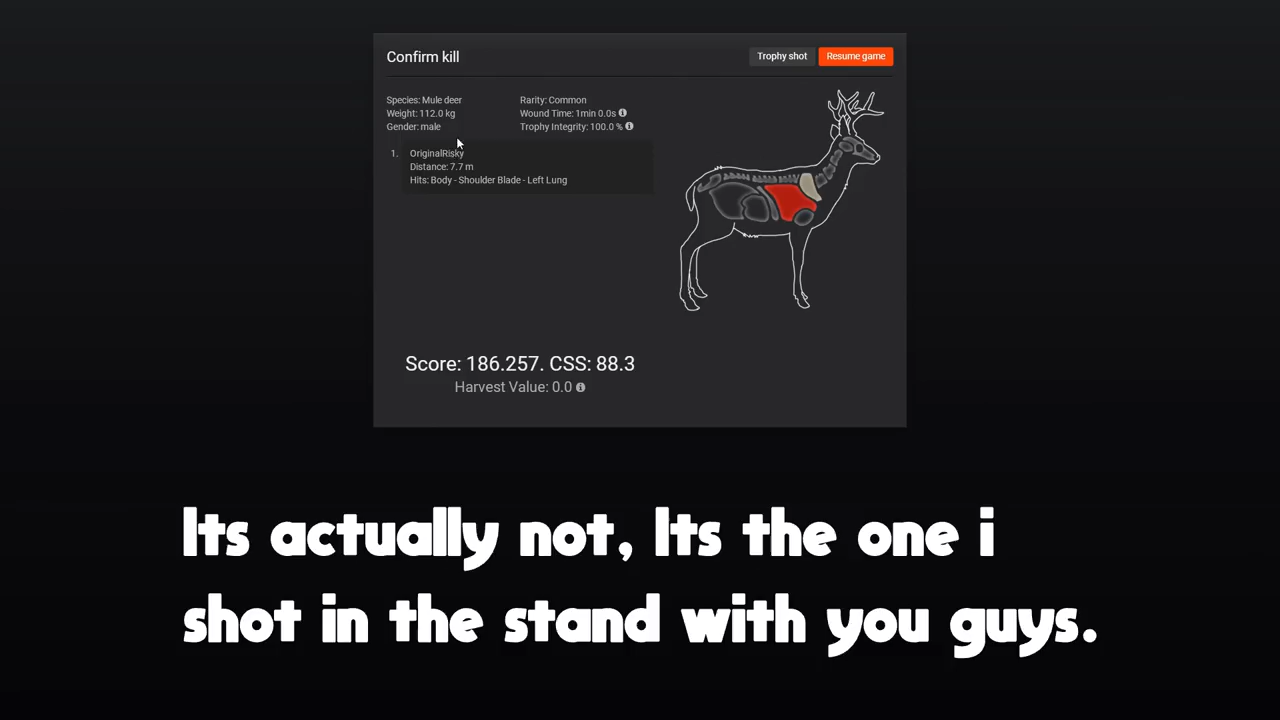 Confirm kill
Trophy shot
Resume game
Species: Mule deer
Weight: 112.0 kg
Gender: male
Rarity: Common
Wound Time: 1min 0.0s
Trophy Integrity: 100.0 %
1. OriginalRisky
Distance: 7.7 m
Hits: Body - Shoulder Blade - Left Lung
Score: 186.257. CSS: 88.3
Harvest Value: 0.0
Its actually not, Its the one i
shot in the stand with you guys.